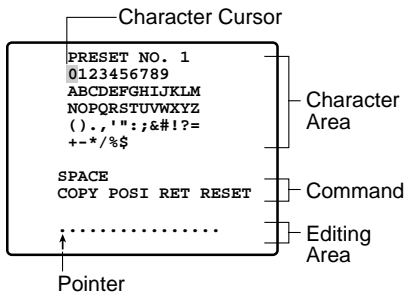 Character Cursor
PRESET NO. 1
0123456789
ABCDEFGHIJKLM
NOPQRSTUVWXYZ
().,'":;&#!?=
+-*/%$
Character
Area
SPACE
COPY POSI RET RESET
Command
................
Editing
Area
Pointer